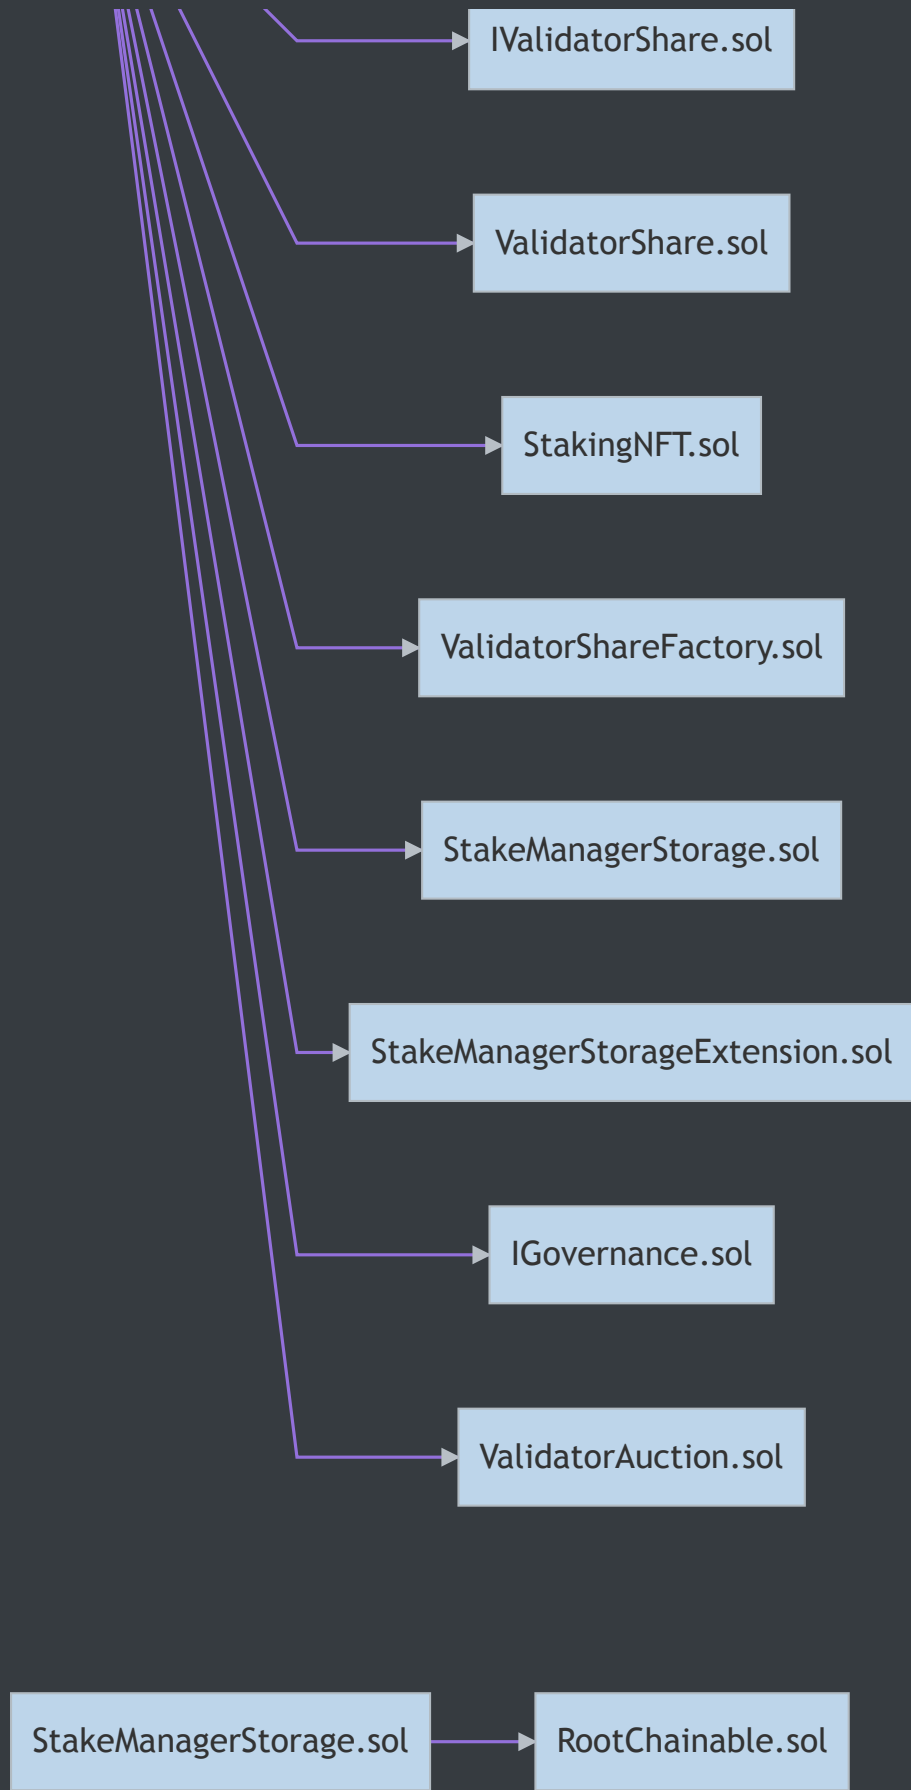 IValidatorShare.sol
ValidatorShare.sol
StakingNFT.sol
ValidatorShareFactory.sol
StakeManagerStorage.sol
StakeManagerStorageExtension.sol
IGovernance.sol
ValidatorAuction.sol
StakeManagerStorage.sol
RootChainable.sol